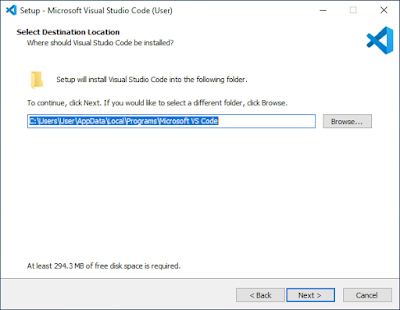 Setup - Microsoft Visual Studio Code (User)
Select Destination Location
Where should Visual Studio Code be installed?
Setup will install Visual Studio Code into the following folder.
To continue, click Next. If you would like to select a different folder, click Browse.
C:\Users\User\AppData\Local\Programs\Microsoft VS Code
Browse...
At least 294.3 MB of free disk space is required.
< Back
Next >
Cancel